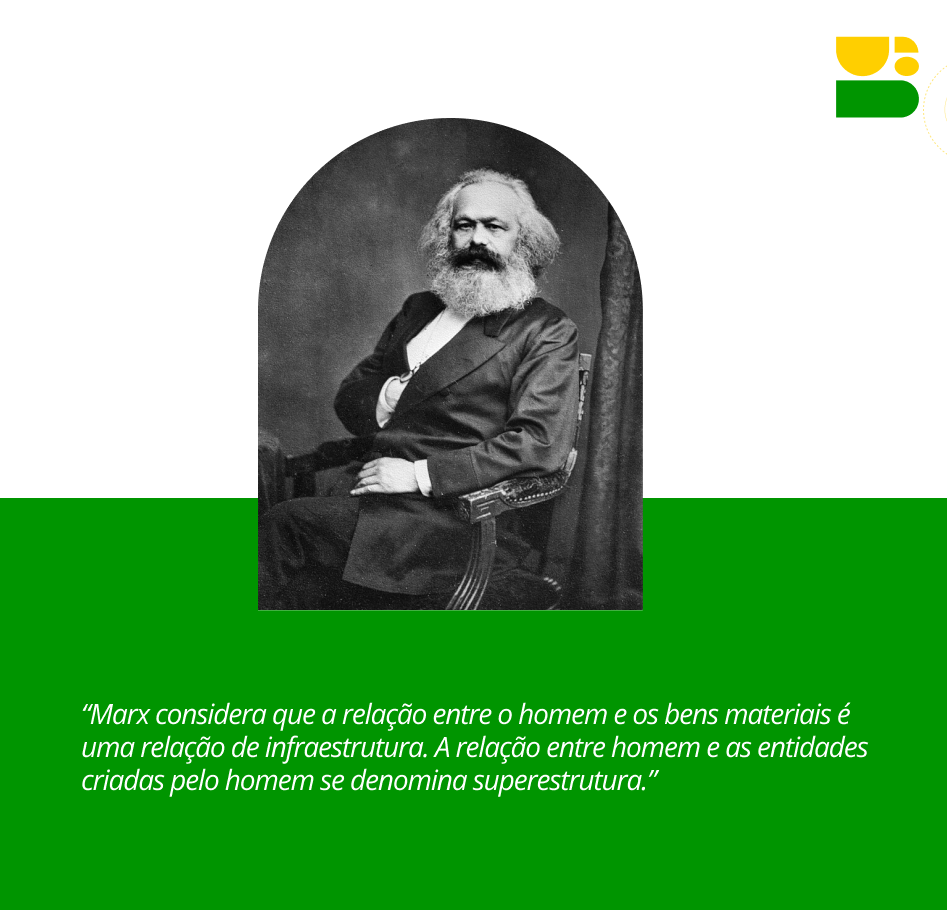 “Marx considera que a relação entre o homem e os bens materiais é
uma relação de infraestrutura. A relação entre homem e as entidades
criadas pelo homem se denomina superestrutura.”